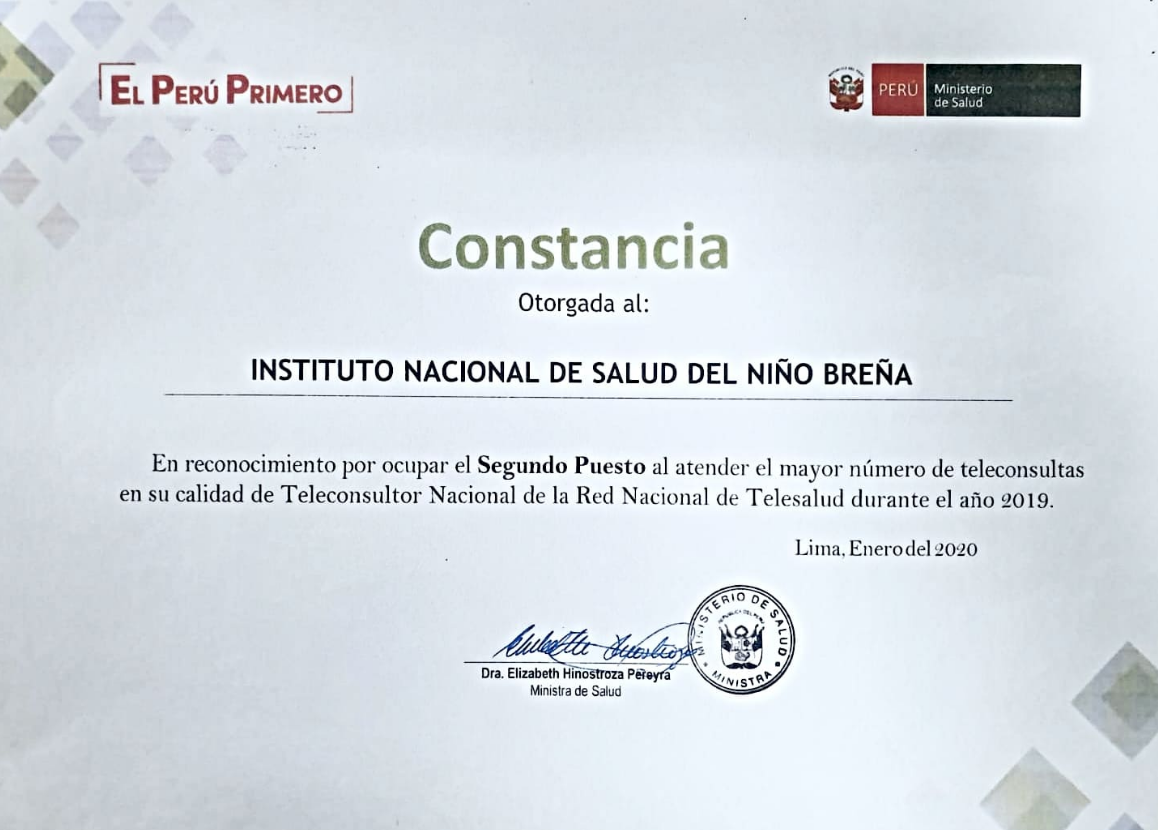 EL PERÚ PRIMERO
PERÚ
Ministerio
de Salud
Constancia
Otorgada al:
INSTITUTO NACIONAL DE SALUD DEL NIÑO BREÑA
En reconocimiento por ocupar el Segundo Puesto al atender el mayor número de teleconsultas
en su calidad de Teleconsultor Nacional de la Red Nacional de Telesalud durante el año 2019.
Lima, Enero del 2020
MINISTERIO DE SALUD
REPUBLICA DEL PERU
MINISTRA
Dra. Elizabeth Hinostroza Pereyra
Ministra de Salud